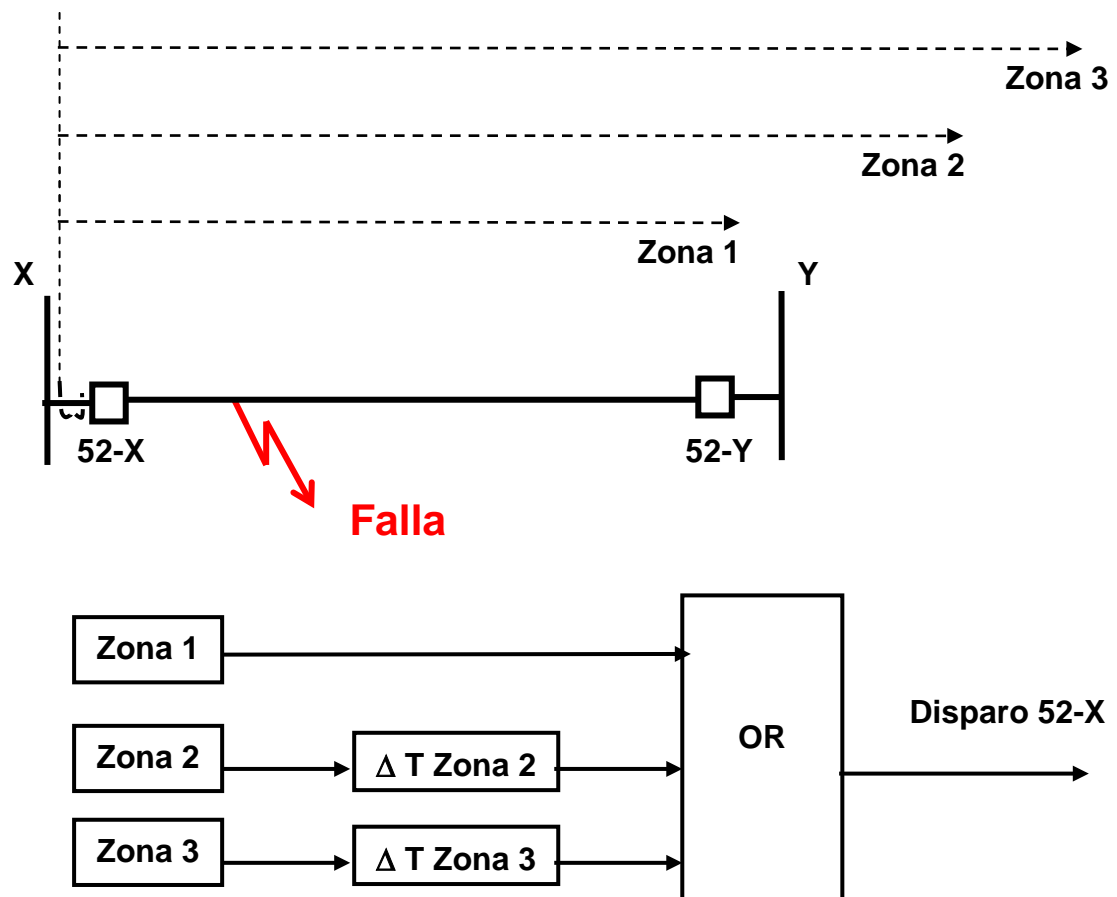 Zona 3
Zona 2
Zona 1
X
Y
52-X
52-Y
Falla
Zona 1
Zona 2
Δ T Zona 2
Zona 3
Δ T Zona 3
OR
Disparo 52-X